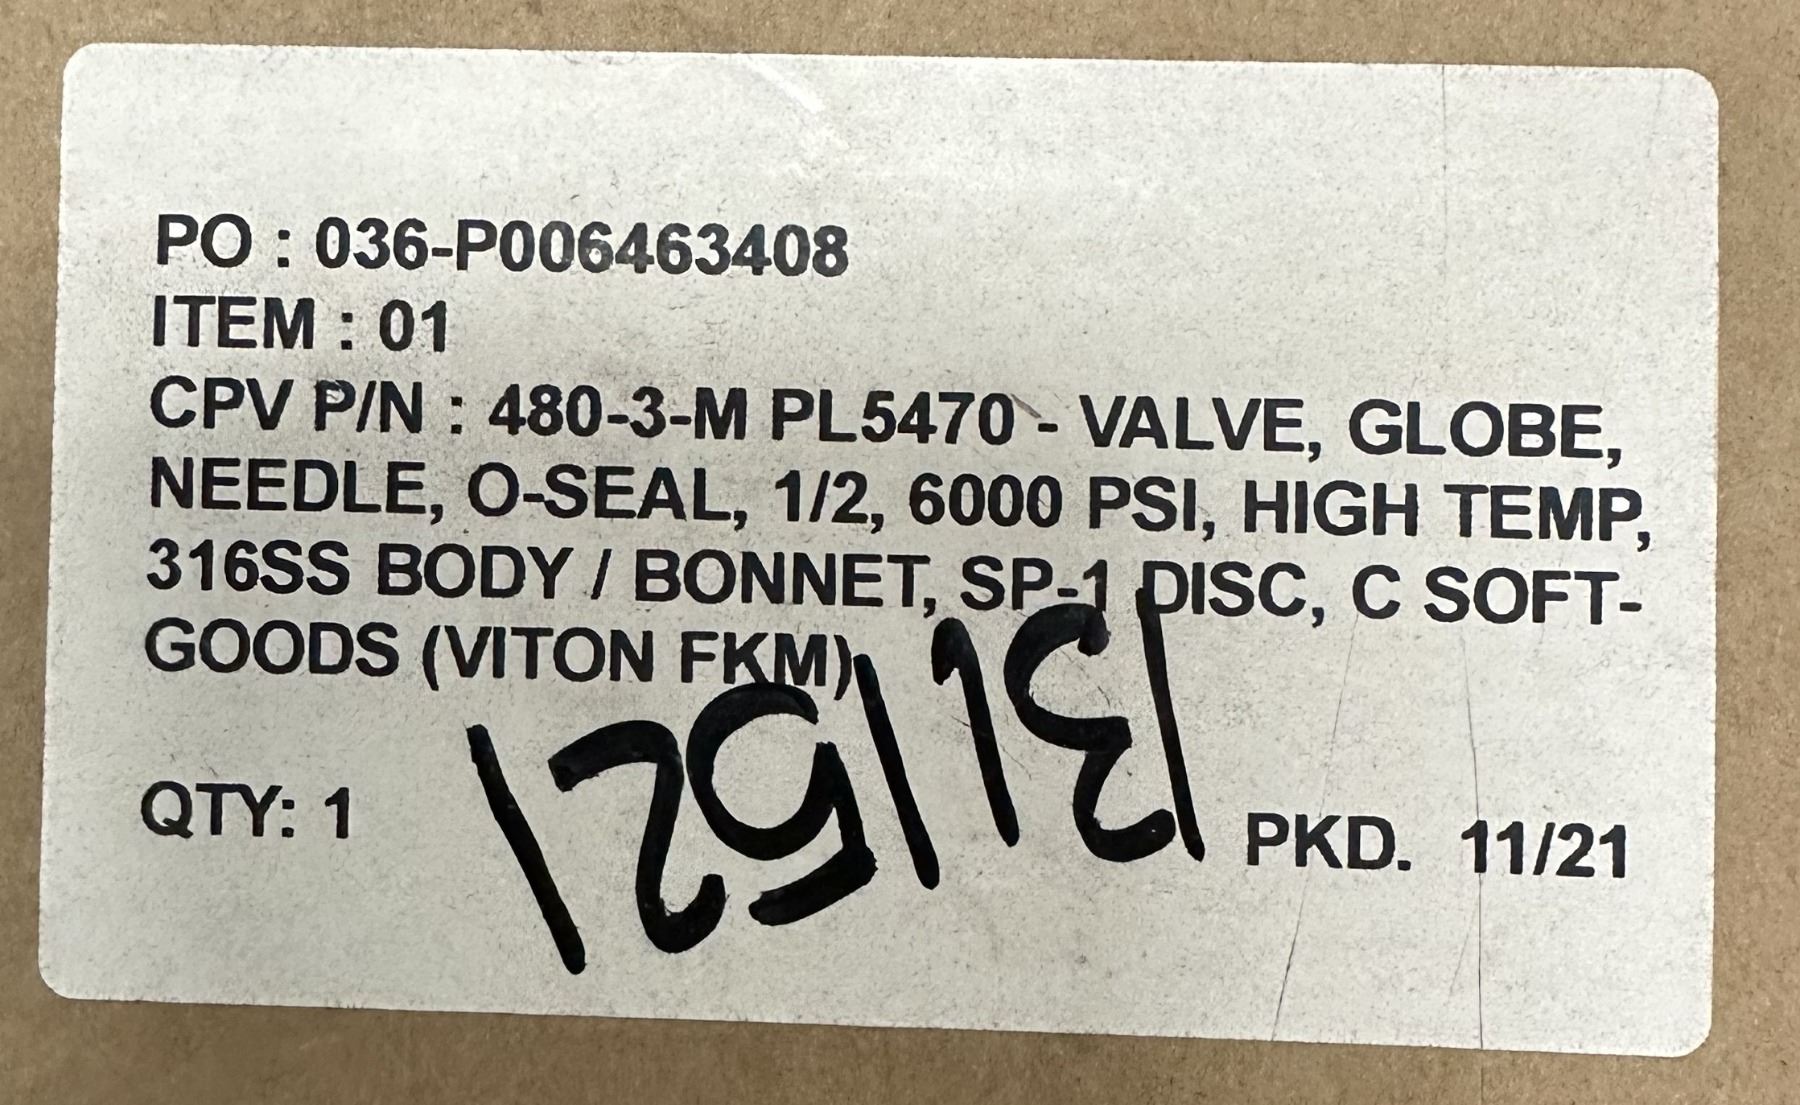 PO : 036-P006463408
ITEM : 01
CPV P/N : 480-3-M PL5470 - VALVE, GLOBE,
NEEDLE, O-SEAL, 1/2, 6000 PSI, HIGH TEMP,
316SS BODY / BONNET, SP-1 DISC, C SOFT-
GOODS (VITON FKM)
QTY: 1 PKD. 11/21